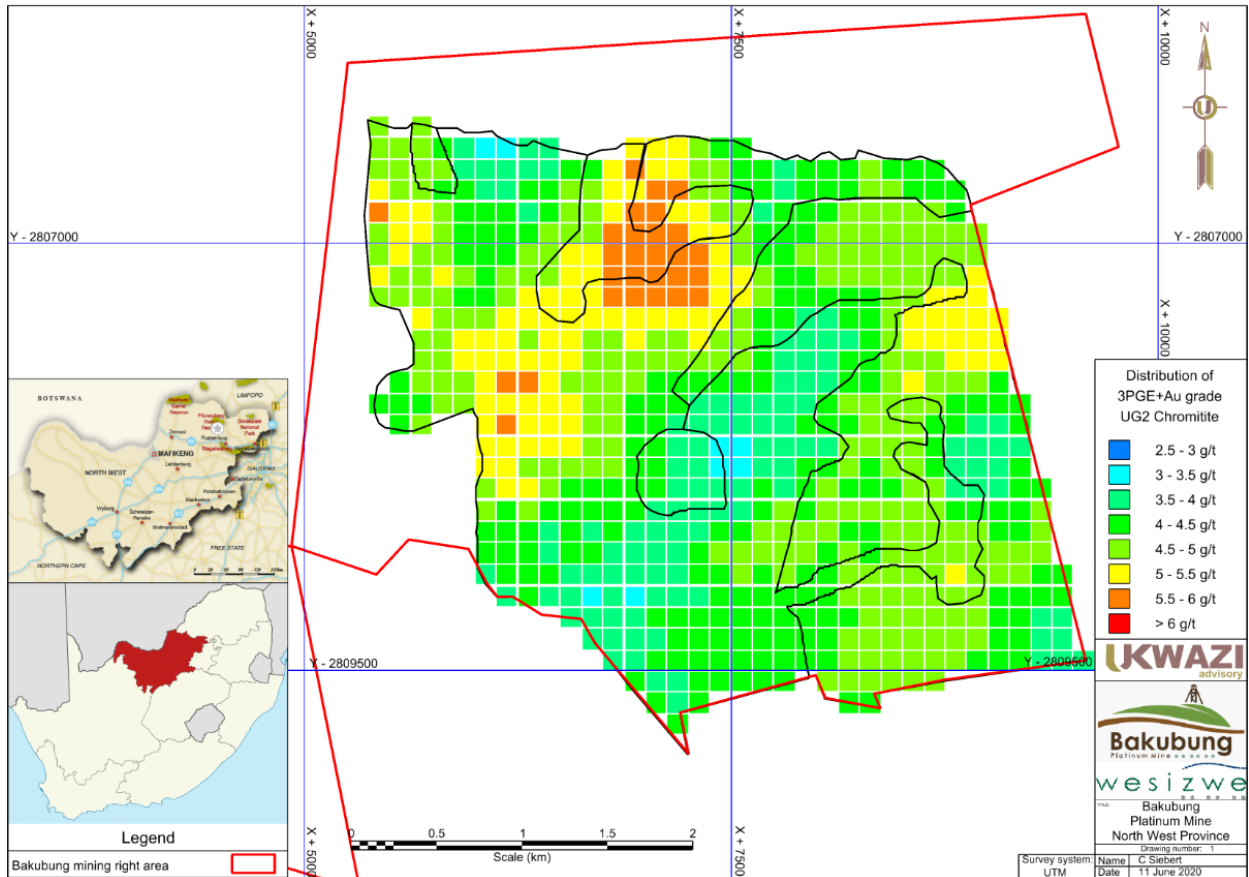 X + 5000
X + 7500
X + 10000
N
U
Y - 2807000
Y - 2807000
X + 10000
Distribution of
3PGE+Au grade
UG2 Chromitite
2.5 - 3 g/t
3 - 3.5 g/t
3.5 - 4 g/t
4 - 4.5 g/t
4.5 - 5 g/t
5 - 5.5 g/t
5.5 - 6 g/t
> 6 g/t
BOTSWANA
LIMPOPO
NORTH WEST
MAFIKENG
GAUTENG
Vryburg
FREE STATE
NORTHERN CAPE
Y - 2809500
Y - 2809500
UKWAZI
advisory
Bakubung
Platinum Mine
wesizwe
Bakubung
Platinum Mine
North West Province
Drawing number: 1
Survey system: UTM
Name C Siebert
Date 11 June 2020
Legend
Bakubung mining right area
X + 5000
X + 7500
0 0.5 1 1.5 2
Scale (km)